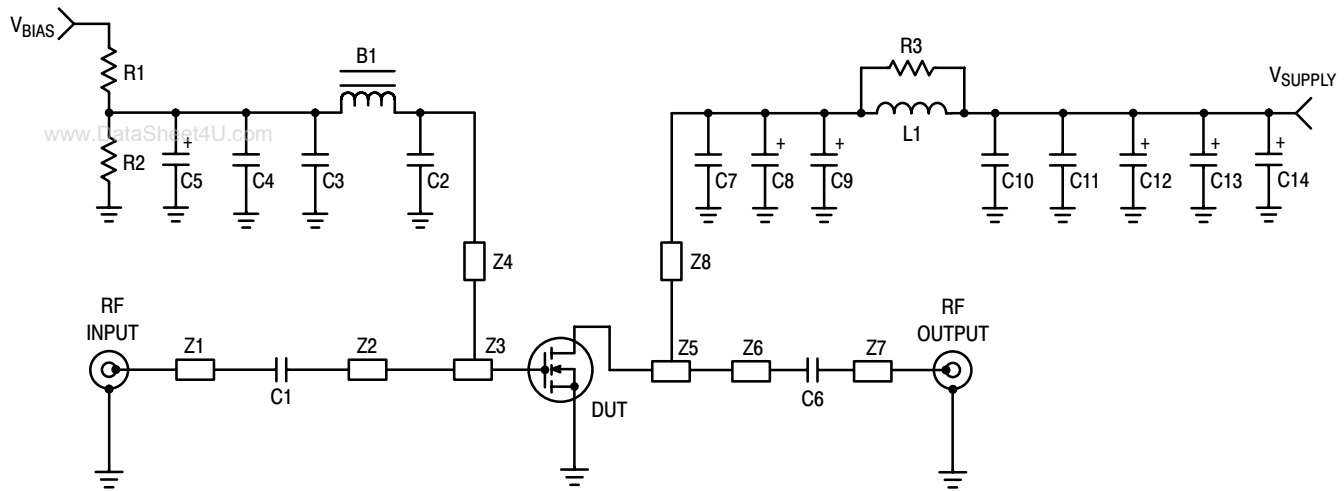 VBIAS
R1
R2
www.DataSheet4U.com
B1
+
C5
C4
C3
C2
R3
L1
VSUPPLY
C7
+
C8
+
C9
C10
C11
+
C12
+
C13
+
C14
Z4
Z8
RF
INPUT
Z1
C1
Z2
Z3
DUT
Z5
Z6
C6
Z7
RF
OUTPUT